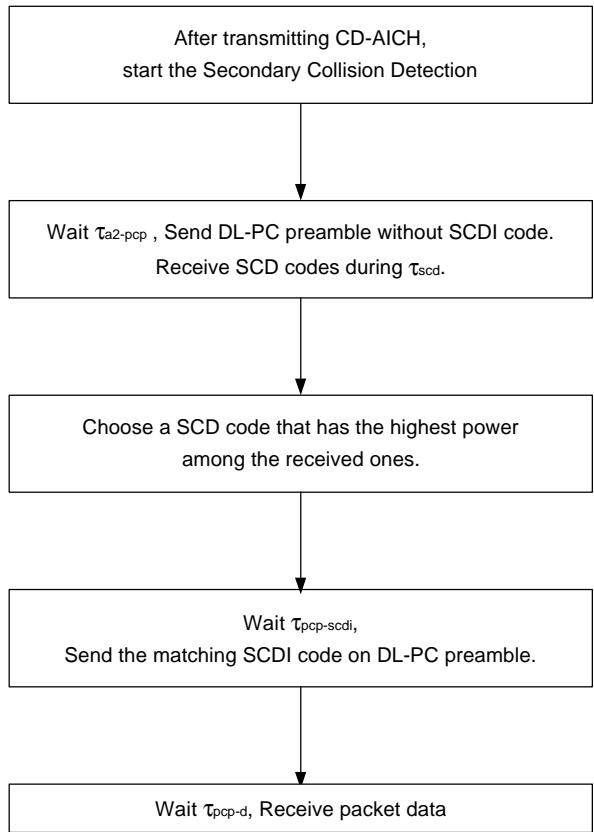 After transmitting CD-AICH,
start the Secondary Collision Detection
Wait τa2-pcp , Send DL-PC preamble without SCDI code.
Receive SCD codes during τscd.
Choose a SCD code that has the highest power
among the received ones.
Wait τpcp-scdi,
Send the matching SCDI code on DL-PC preamble.
Wait τpcp-d, Receive packet data